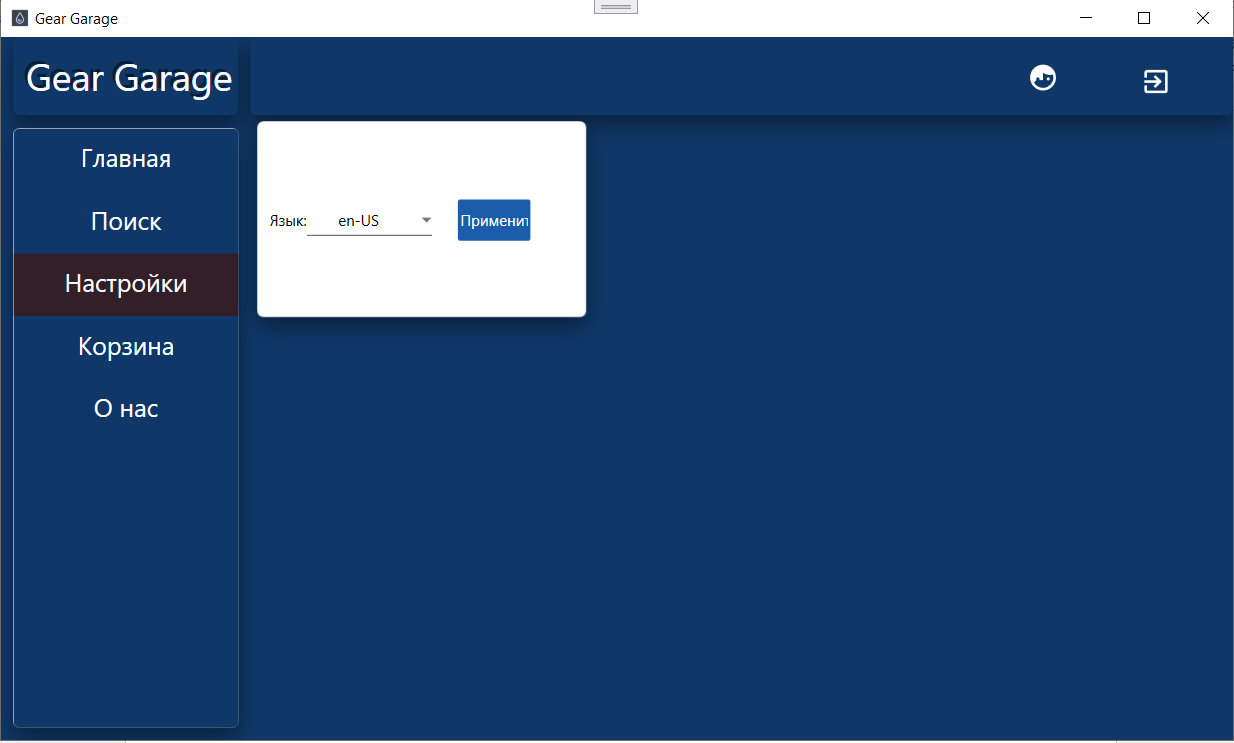 Gear Garage
Gear Garage
Главная
Поиск
Настройки
Корзина
О нас
Язык: en-US Применит